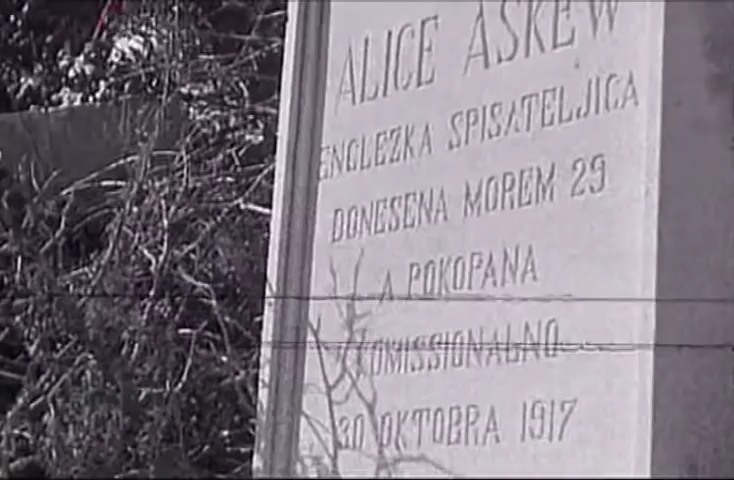 ALICE ASKEW
ENGLEZKA SPISATELJICA
DONESENA MOREM 29
A POKOPANA
KOMISSIONALNO
30 OKTOBRA 1917